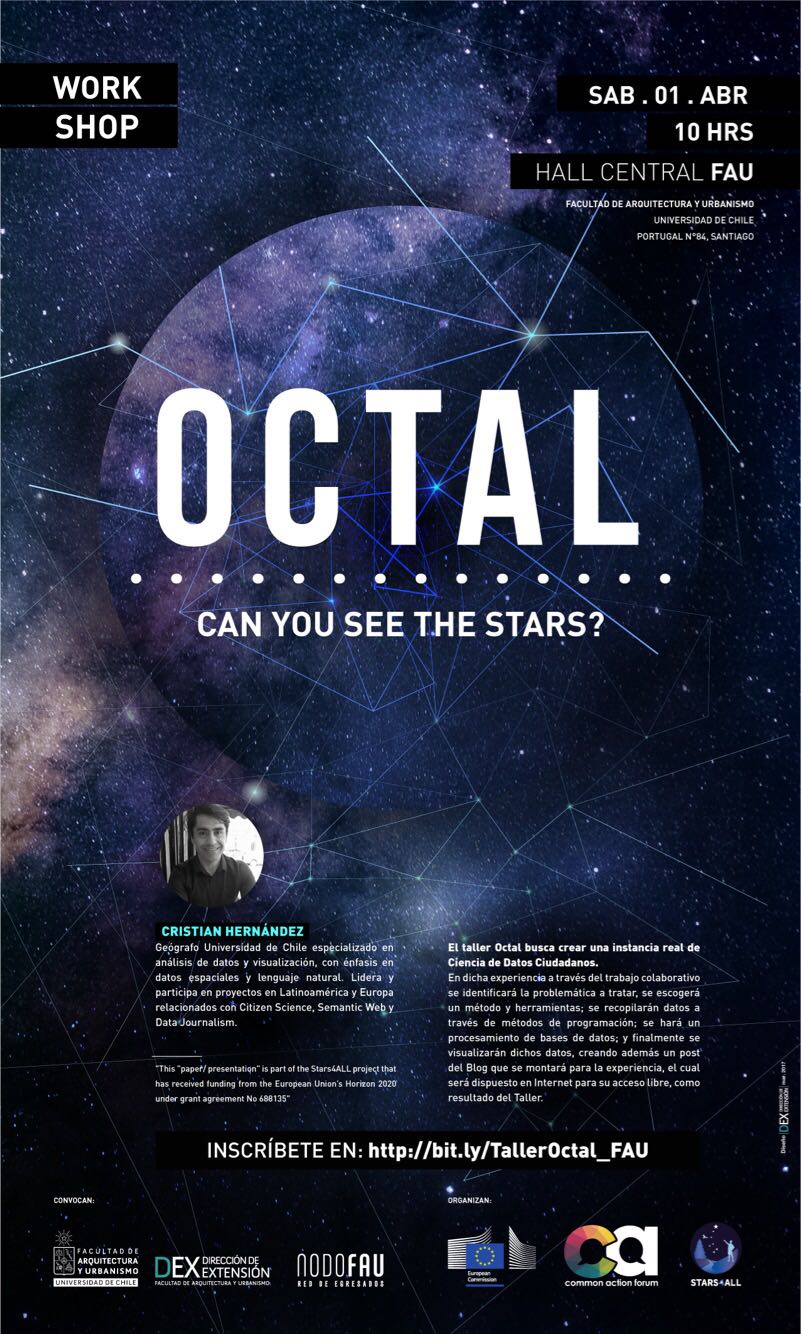 WORK
SHOP
SAB . 01 . ABR
10 HRS
HALL CENTRAL FAU
FACULTAD DE ARQUITECTURA Y URBANISMO
UNIVERSIDAD DE CHILE
PORTUGAL N°84, SANTIAGO
OCTAL
CAN YOU SEE THE STARS?
CRISTIAN HERNÁNDEZ
Geógrafo Universidad de Chile especializado en
análisis de datos y visualización, con énfasis en
datos espaciales y lenguaje natural. Lidera y
participa en proyectos en Latinoamérica y Europa
relacionados con Citizen Science, Semantic Web y
Data Journalism.
"This "paper/ presentation" is part of the Stars4ALL project that
has received funding from the European Union's Horizon 2020
under grant agreement No 688135"
El taller Octal busca crear una instancia real de
Ciencia de Datos Ciudadanos.
En dicha experiencia a través del trabajo colaborativo
se identificará la problemática a tratar, se escogerá
un método y herramientas; se recopilarán datos a
través de métodos de programación; se hará un
procesamiento de bases de datos; y finalmente se
visualizarán dichos datos, creando además un post
del Blog que se montará para la experiencia, el cual
será dispuesto en Internet para su acceso libre, como
resultado del Taller.
Diseño DEX DIRECCIÓN DE EXTENSIÓN mar. 2017
INSCRÍBETE EN: http://bit.ly/TallerOctal_FAU
CONVOCAN:
FACULTAD DE
ARQUITECTURA
Y URBANISMO
UNIVERSIDAD DE CHILE
DEX DIRECCIÓN DE
EXTENSIÓN
FACULTAD DE ARQUITECTURA Y URBANISMO
NODOFAU
RED DE EGRESADOS
ORGANIZAN:
European
Commission
ca
common action forum
STARS4ALL